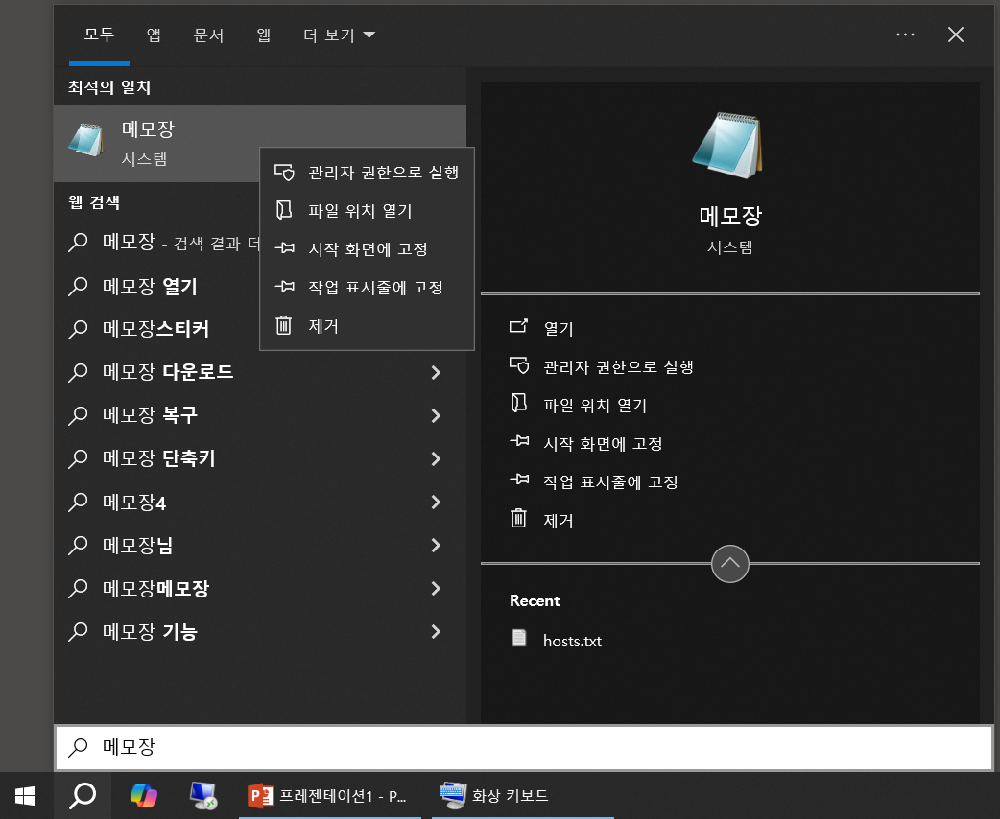 모두 앱 문서 웹 더 보기
최적의 일치
메모장
시스템
웹 검색
메모장 - 검색 결과 더
메모장 열기
메모장스티커
메모장 다운로드
메모장 복구
메모장 단축키
메모장4
메모장님
메모장메모장
메모장 기능
관리자 권한으로 실행
파일 위치 열기
시작 화면에 고정
작업 표시줄에 고정
제거
메모장
시스템
열기
관리자 권한으로 실행
파일 위치 열기
시작 화면에 고정
작업 표시줄에 고정
제거
Recent
hosts.txt
메모장
프레젠테이션1 - P...
화상 키보드